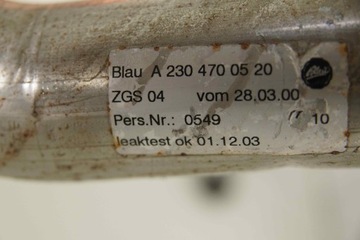 Blau A 230 470 05 20
ZGS 04 vom 28.03.00
Pers.Nr.: 0549 10
leaktest ok 01.12.03